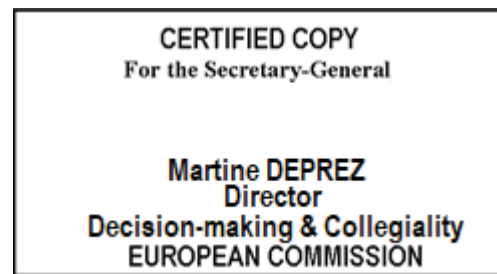 CERTIFIED COPY
For the Secretary-General
Martine DEPREZ
Director
Decision-making & Collegiality
EUROPEAN COMMISSION